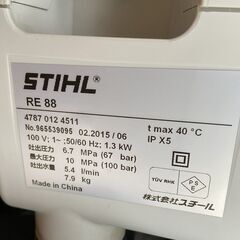 STIHL
RE 88
4787 012 4511
No.965539095 02.2015 / 06
100 V: 1~:50/60 Hz; 1.3 kW
吐出圧力 6.7 MPa (67 bar)
最大圧力 10 MPa (100 bar)
吐出水量 5.4 l/min
7.9 kg
Made in China
t max 40 °C
IP X5
TÜV RHK
PSE
株式会社スチール